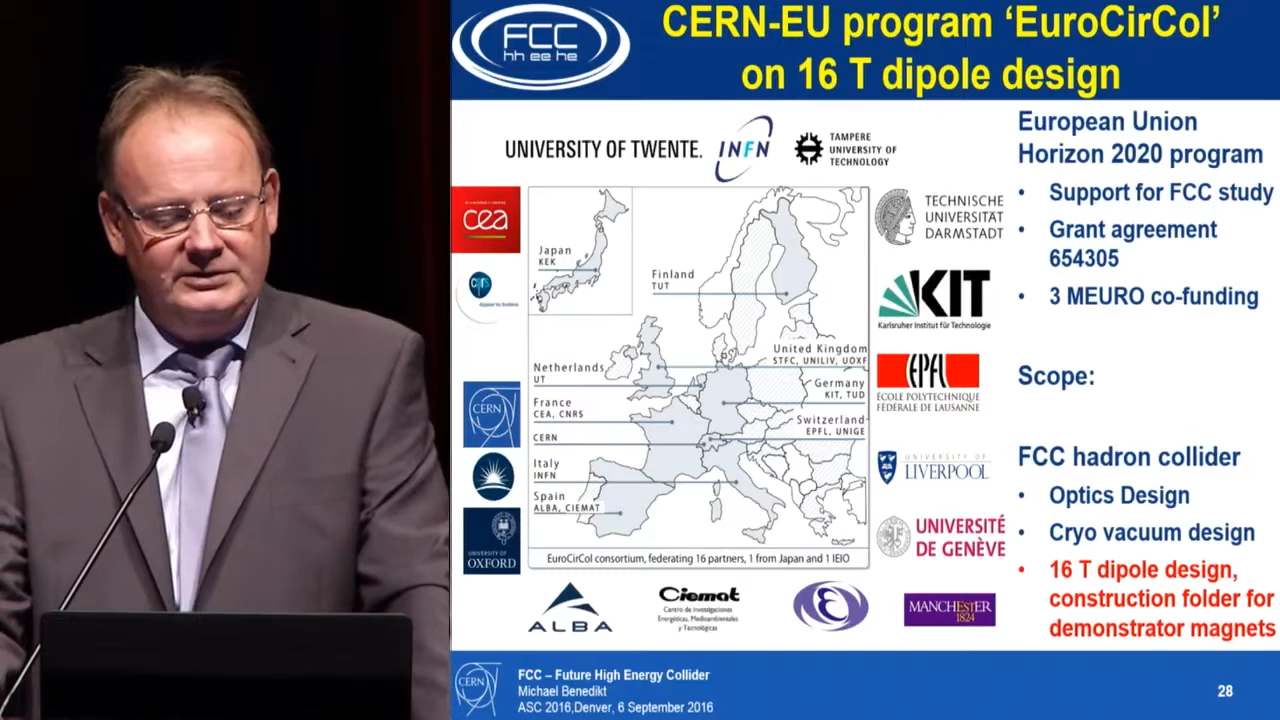 FCC
hh ee he
CERN-EU program ‘EuroCirCol’
on 16 T dipole design
UNIVERSITY OF TWENTE.
INFN
TAMPERE
UNIVERSITY OF
TECHNOLOGY
cea
cnrs
CERN
UNIVERSITY OF
OXFORD
Japan
KEK
Finland
TUT
United Kingdom
STFC, UNILIV, UOXF
Netherlands
UT
Germany
KIT, TUD
France
CEA, CNRS
Switzerland
EPFL, UNIGE
CERN
Italy
INFN
Spain
ALBA, CIEMAT
EuroCirCol consortium, federating 16 partners, 1 from Japan and 1 IEIO
TECHNISCHE
UNIVERSITÄT
DARMSTADT
KIT
Karlsruher Institut für Technologie
EPFL
ÉCOLE POLYTECHNIQUE
FÉDÉRALE DE LAUSANNE
UNIVERSITY OF
LIVERPOOL
UNIVERSITÉ
DE GENÈVE
ALBA
Ciemat
Centro de Investigaciones
Energéticas, Medioambientales
y Tecnológicas
MANCHESTER
1824
European Union
Horizon 2020 program
• Support for FCC study
• Grant agreement
654305
• 3 MEURO co-funding
Scope:
FCC hadron collider
• Optics Design
• Cryo vacuum design
• 16 T dipole design,
construction folder for
demonstrator magnets
CERN
FCC – Future High Energy Collider
Michael Benedikt
ASC 2016,Denver, 6 September 2016
28